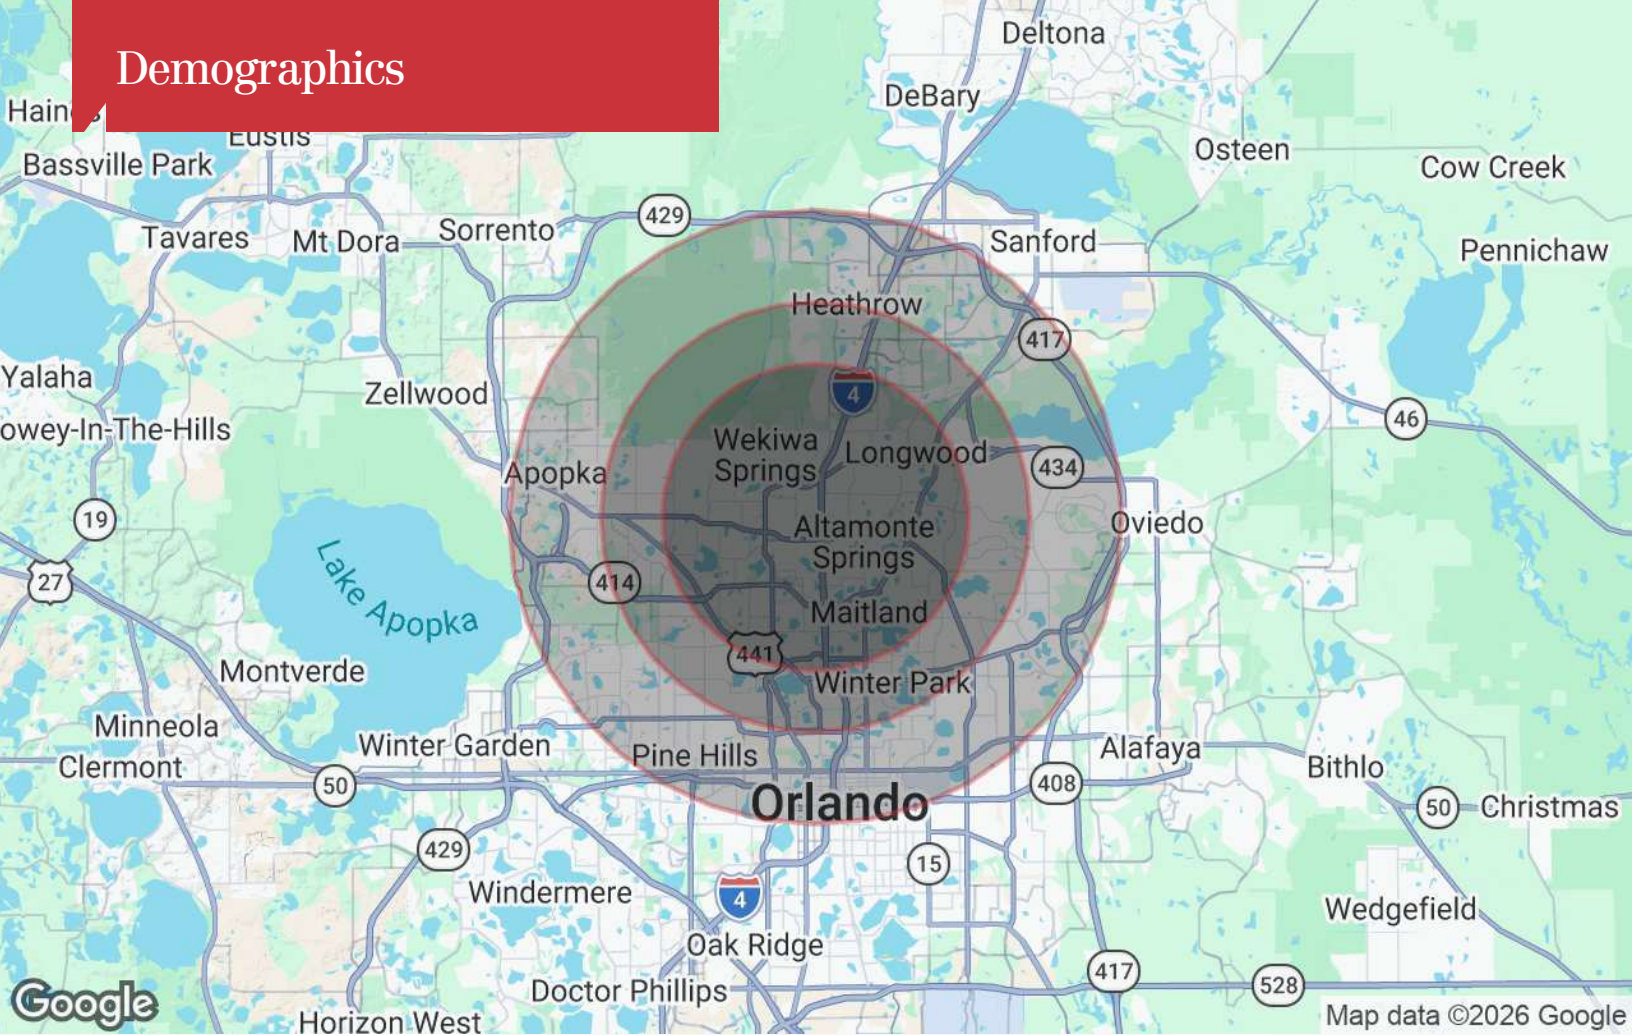 Demographics
Deltona
DeBary
Osteen
Cow Creek
Eustis
Bassville Park
429
Sorrento
Tavares
Mt Dora
Sanford
Pennichaw
Heathrow
417
Yalaha
Zellwood
4
46
owey-In-The-Hills
Wekiwa
Springs
Longwood
434
Apopka
19
Oviedo
Altamonte
Springs
27
414
Lake Apopka
Maitland
441
Montverde
Winter Park
Minneola
Winter Garden
Pine Hills
Alafaya
Clermont
Bithlo
50
408
Orlando
50
Christmas
429
15
Windermere
4
Wedgefield
Oak Ridge
417
528
Doctor Phillips
Google
Horizon West
Map data ©2026 Google